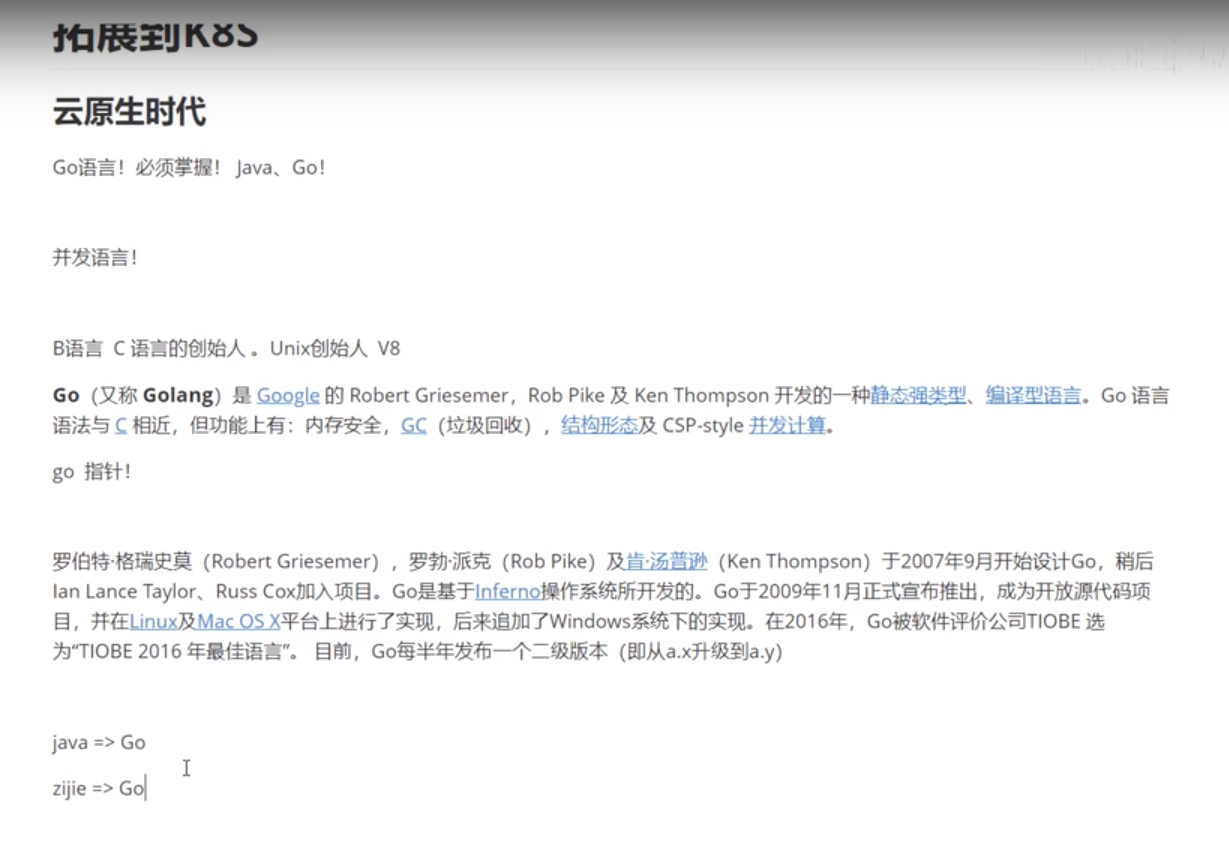 拓展到K8S
云原生时代
Go语言！必须掌握！ Java、Go！
并发语言！
B语言 C 语言的创始人 。Unix创始人 V8
Go（又称 Golang）是 Google 的 Robert Griesemer，Rob Pike 及 Ken Thompson 开发的一种静态强类型、编译型语言。Go 语言
语法与 C 相近，但功能上有：内存安全，GC（垃圾回收），结构形态及 CSP-style 并发计算。
go 指针！
罗伯特·格瑞史莫（Robert Griesemer），罗勃·派克（Rob Pike）及肯·汤普逊（Ken Thompson）于2007年9月开始设计Go，稍后
Ian Lance Taylor、Russ Cox加入项目。Go是基于Inferno操作系统所开发的。Go于2009年11月正式宣布推出，成为开放源代码项
目，并在Linux及Mac OS X平台上进行了实现，后来追加了Windows系统下的实现。在2016年，Go被软件评价公司TIOBE 选
为“TIOBE 2016 年最佳语言”。 目前，Go每半年发布一个二级版本（即从a.x升级到a.y）
java => Go
zijie => Go